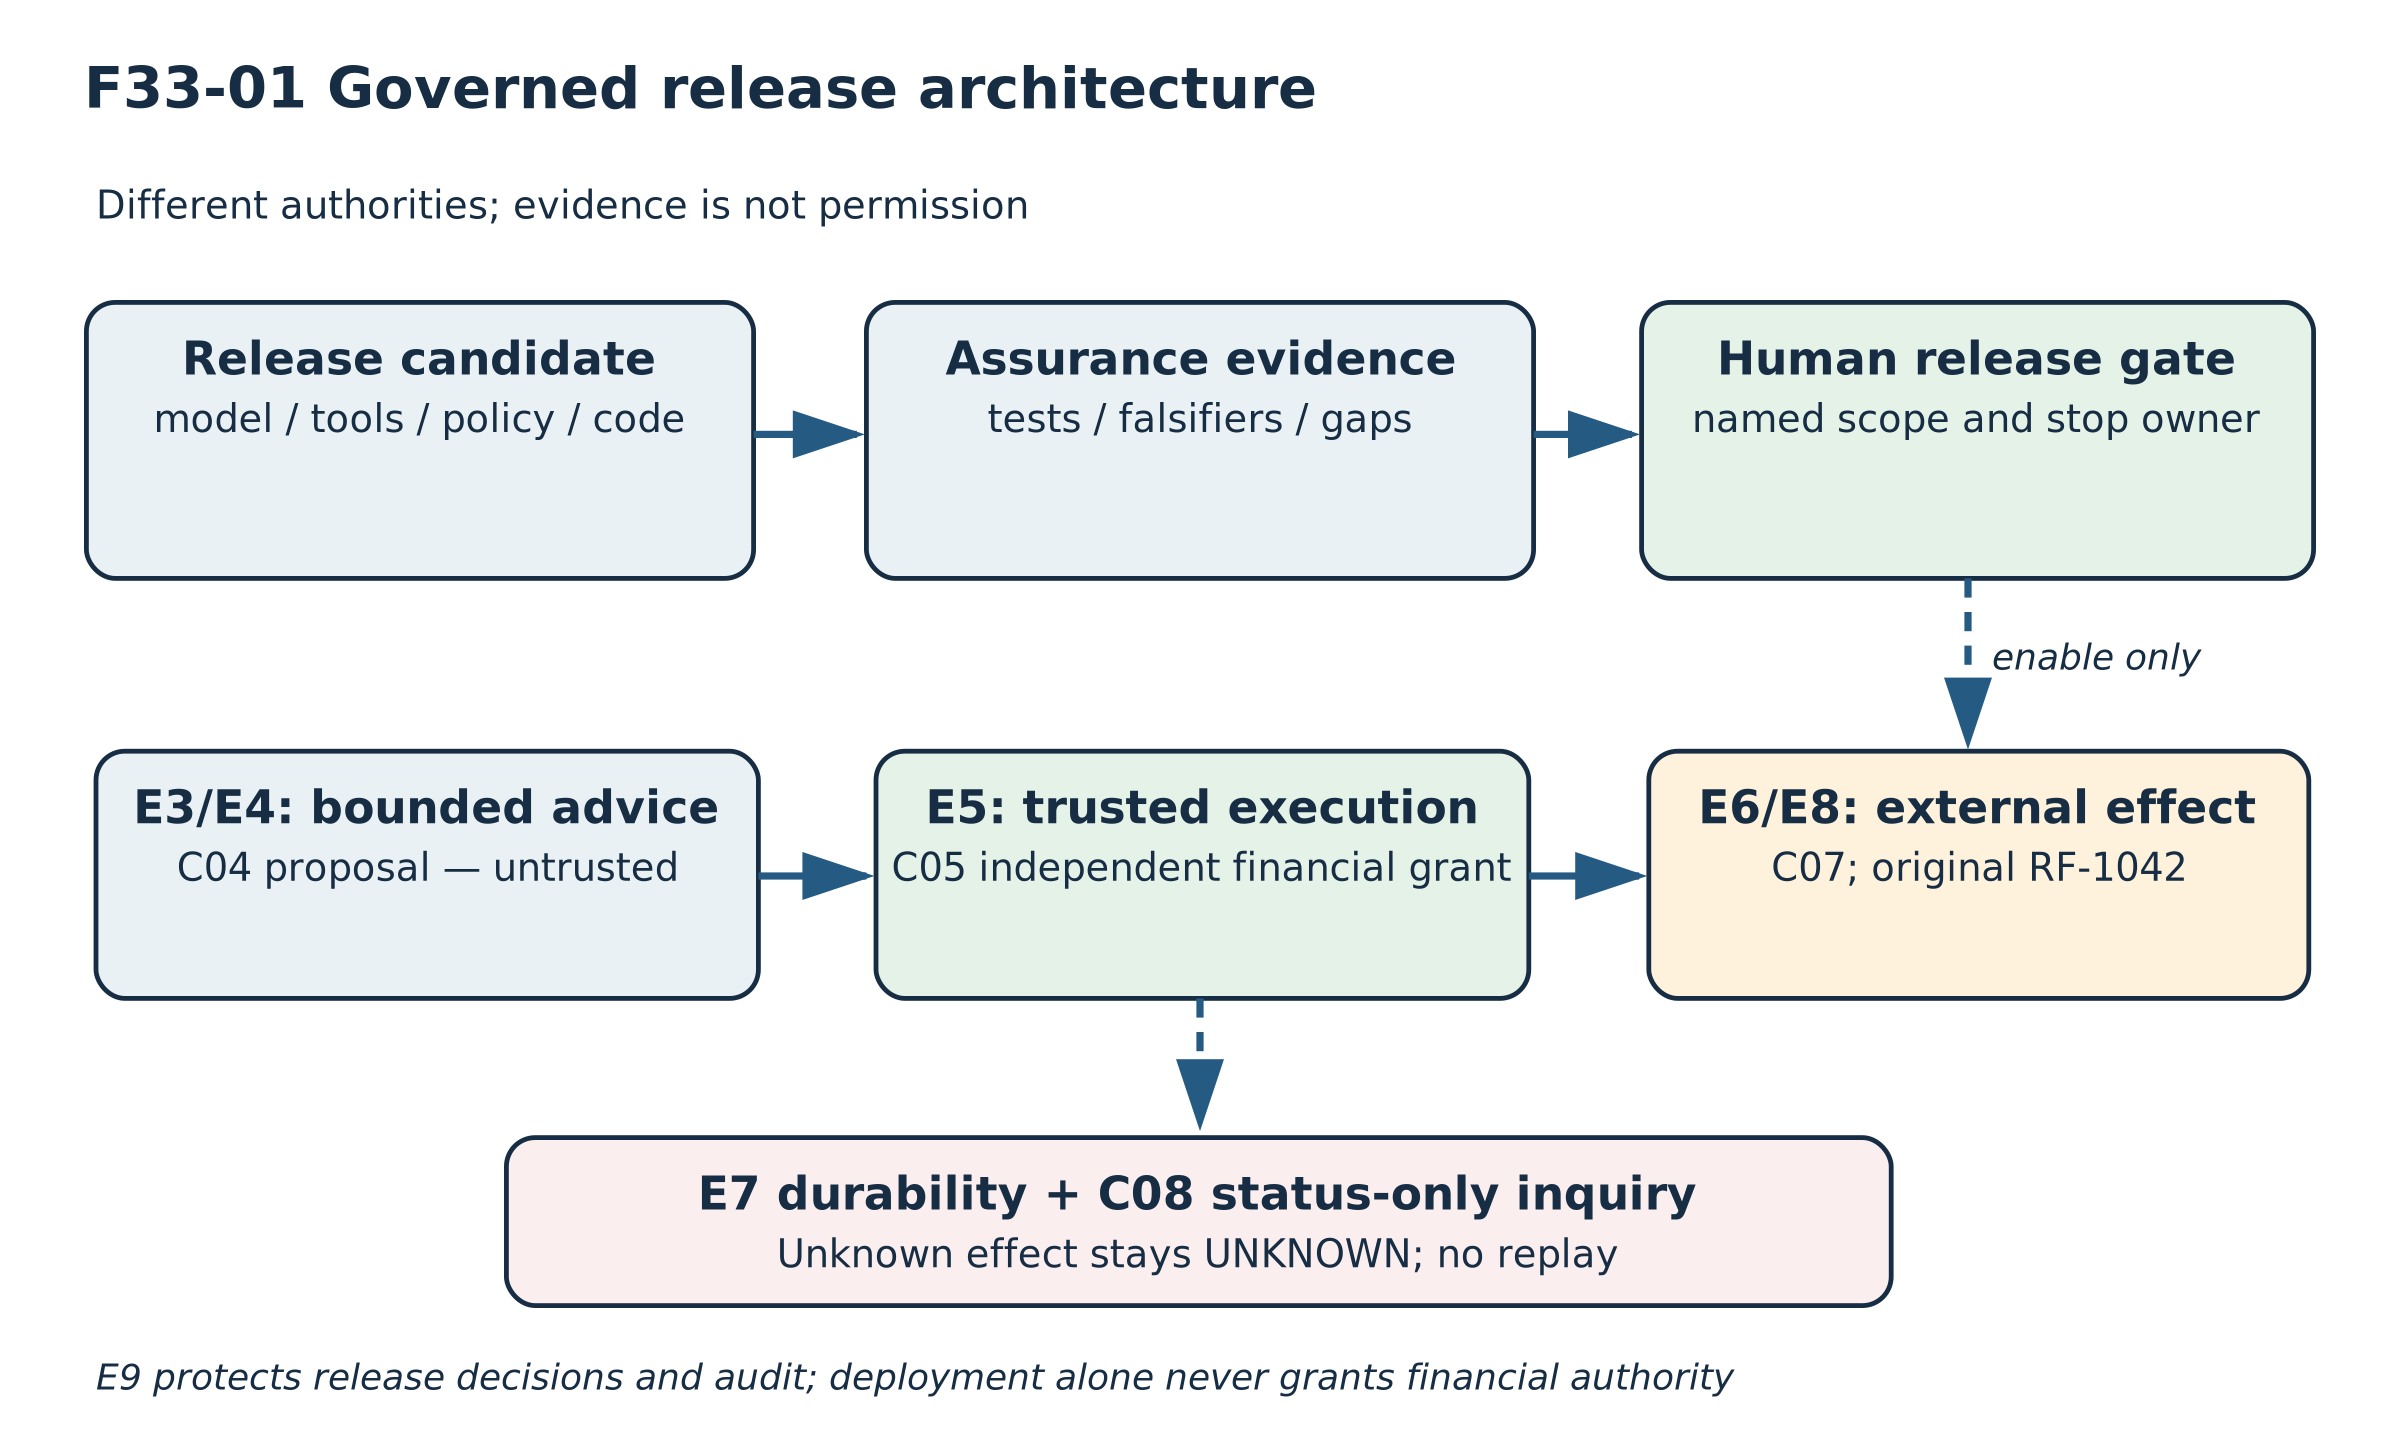 F33-01 Governed release architecture
Different authorities; evidence is not permission
Release candidate
model / tools / policy / code
Assurance evidence
tests / falsifiers / gaps
Human release gate
named scope and stop owner
enable only
E3/E4: bounded advice
C04 proposal — untrusted
E5: trusted execution
C05 independent financial grant
E6/E8: external effect
C07; original RF-1042
E7 durability + C08 status-only inquiry
Unknown effect stays UNKNOWN; no replay
E9 protects release decisions and audit; deployment alone never grants financial authority